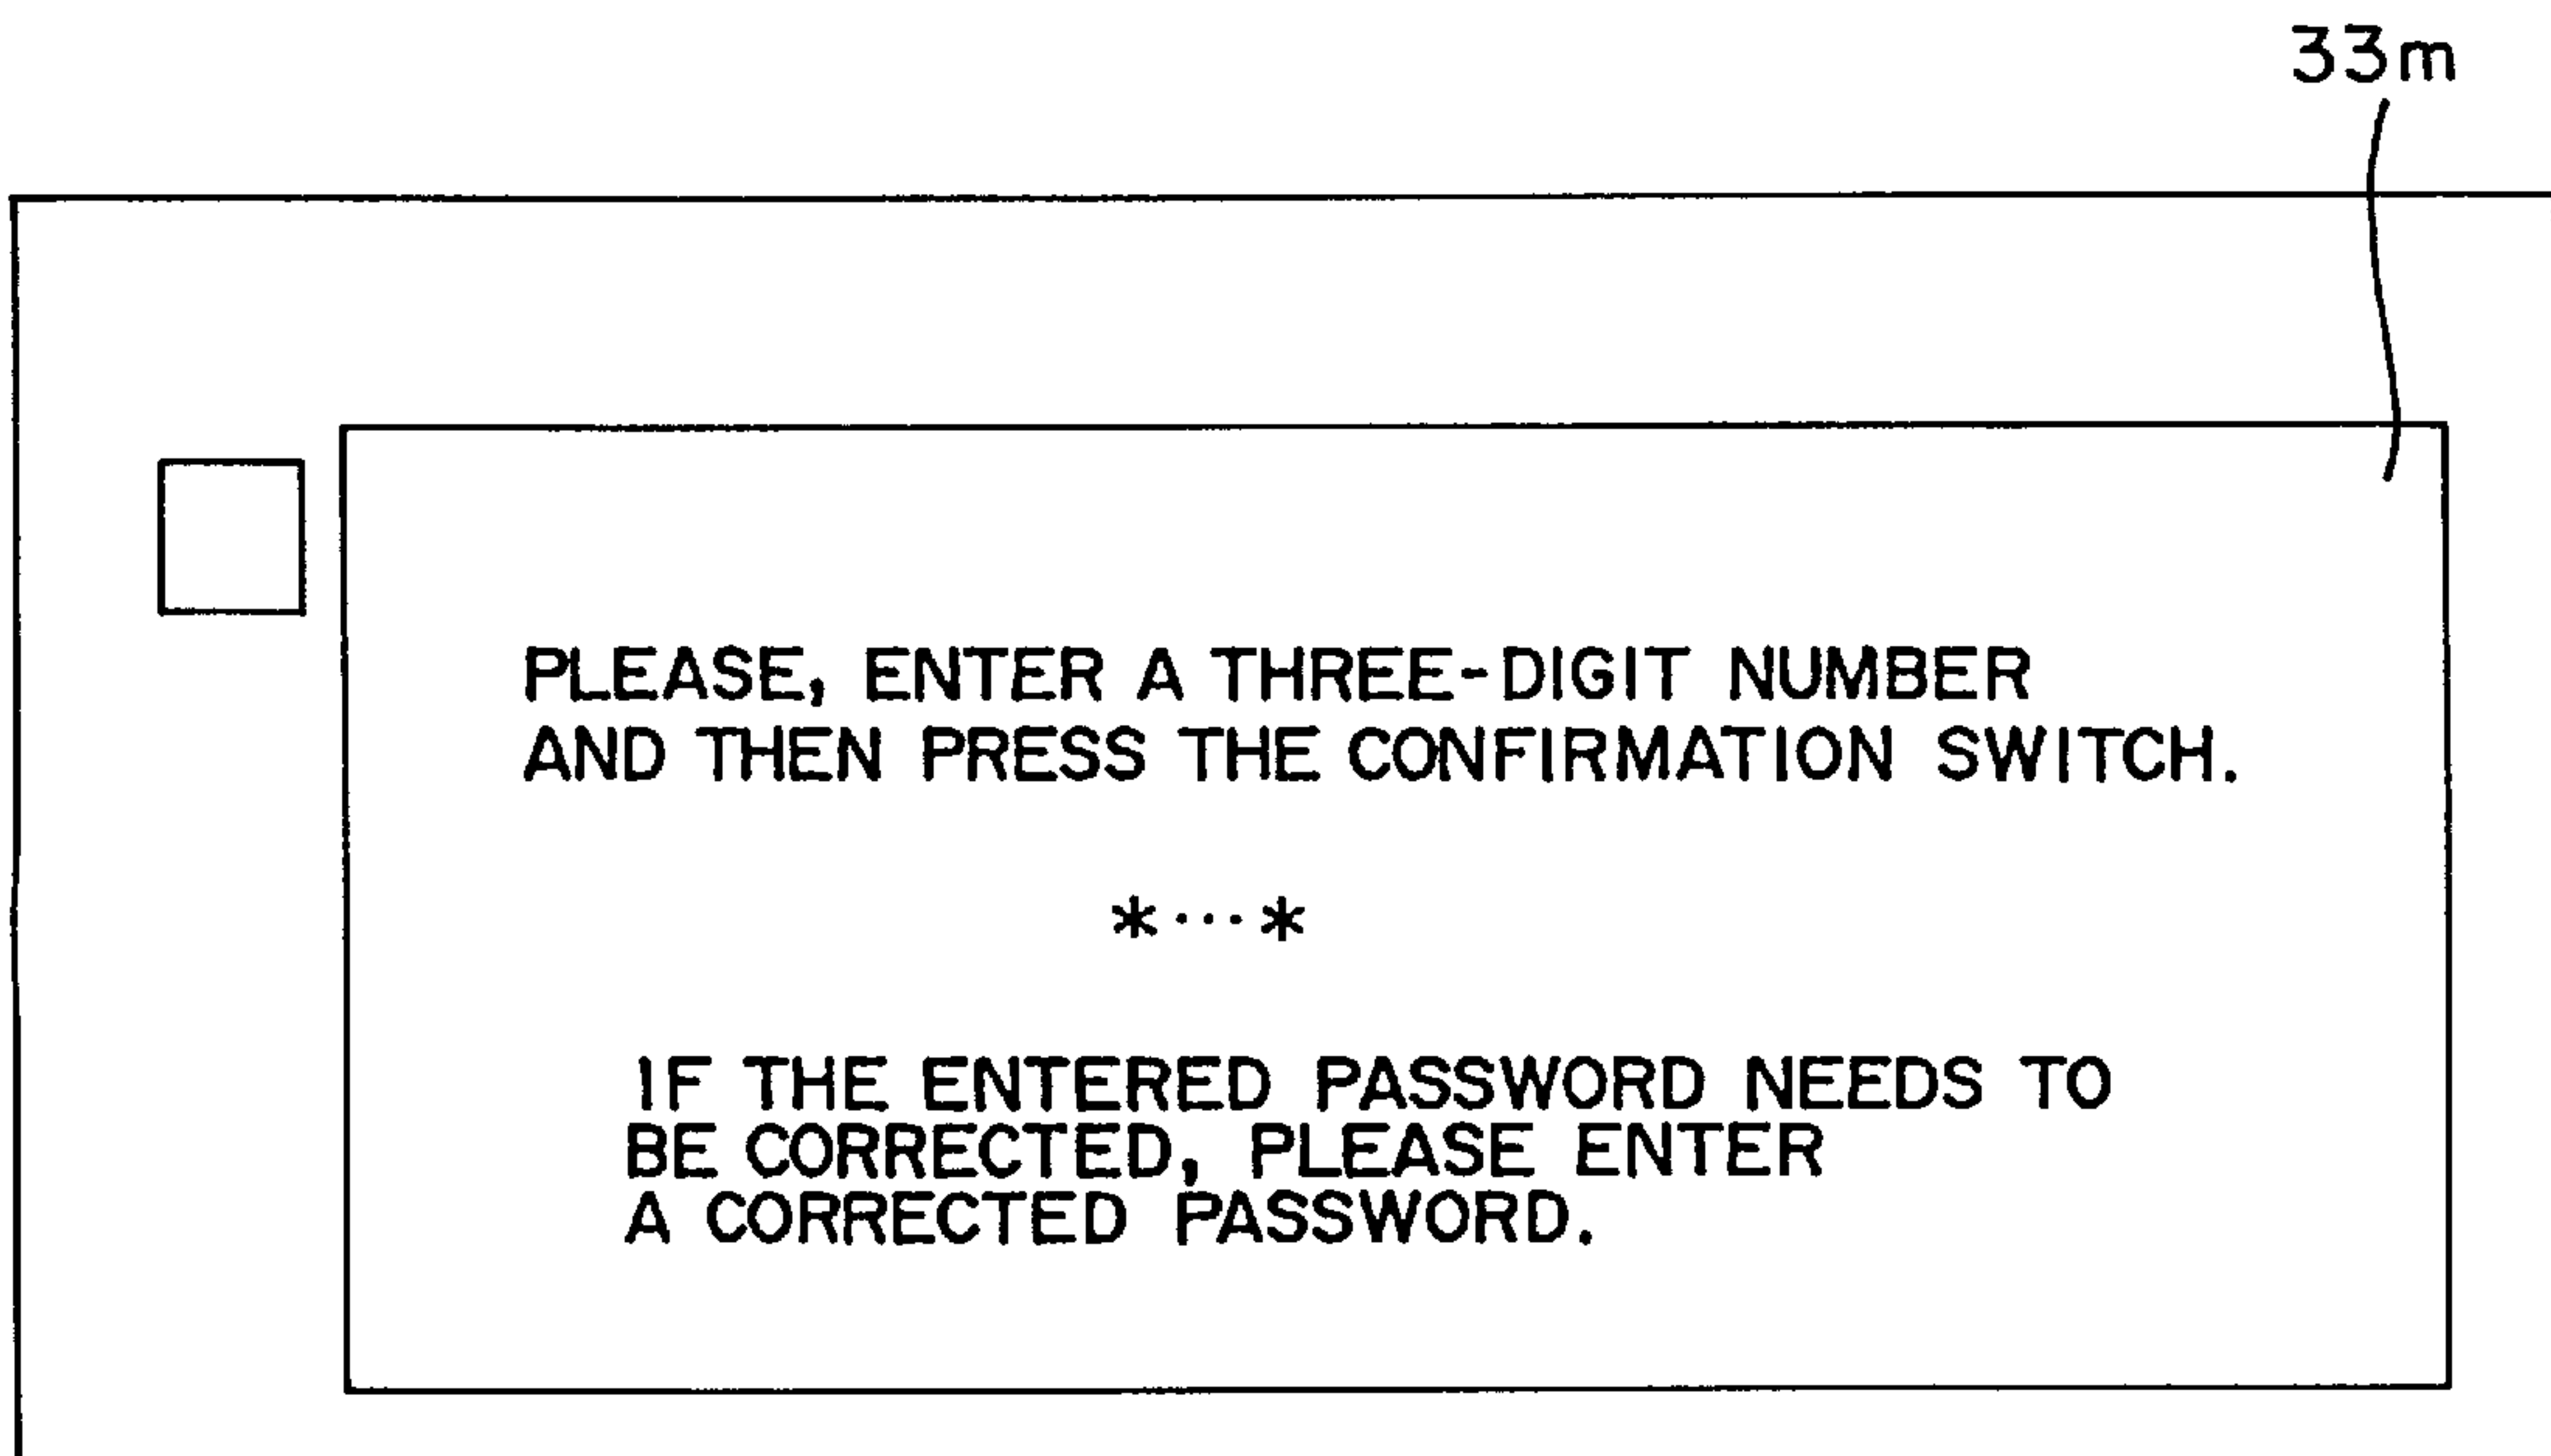 33m
PLEASE, ENTER A THREE-DIGIT NUMBER
AND THEN PRESS THE CONFIRMATION SWITCH.
*···*
IF THE ENTERED PASSWORD NEEDS TO
BE CORRECTED, PLEASE ENTER
A CORRECTED PASSWORD.